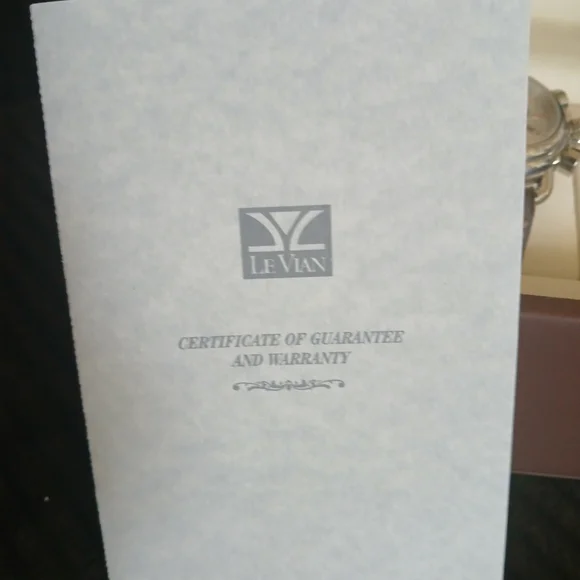 LE VIAN
CERTIFICATE OF GUARANTEE
AND WARRANTY